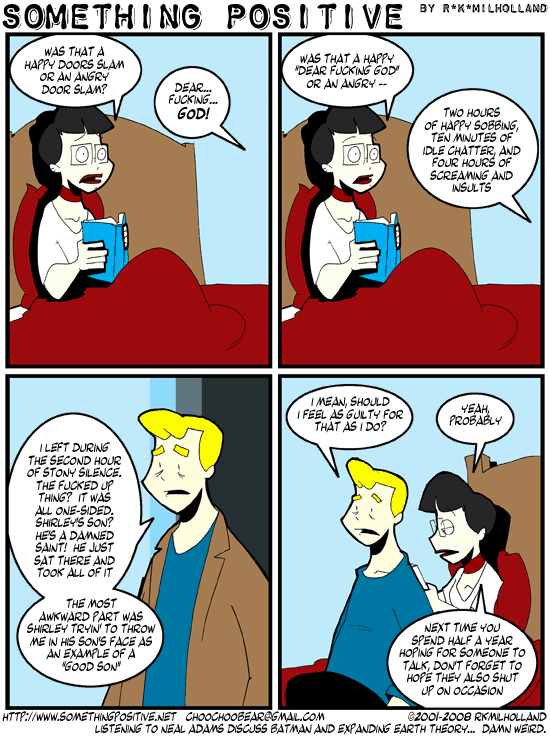 SOMETHING POSITIVE
BY R*K*MILHOLLAND
WAS THAT A
HAPPY DOORS SLAM
OR AN ANGRY
DOOR SLAM?
DEAR...
FUCKING...
GOD!
WAS THAT A HAPPY
"DEAR FUCKING GOD"
OR AN ANGRY --
TWO HOURS
OF HAPPY SOBBING,
TEN MINUTES OF
IDLE CHATTER, AND
FOUR HOURS OF
SCREAMING AND
INSULTS
I LEFT DURING
THE SECOND HOUR
OF STONY SILENCE.
THE FUCKED UP
THING? IT WAS
ALL ONE-SIDED.
SHIRLEY'S SON?
HE'S A DAMNED
SAINT! HE JUST
SAT THERE AND
TOOK ALL OF IT
THE MOST
AWKWARD PART WAS
SHIRLEY TRYIN' TO THROW
ME IN HIS SON'S FACE AS
AN EXAMPLE OF A
"GOOD SON"
I MEAN, SHOULD
I FEEL AS GUILTY FOR
THAT AS I DO?
YEAH,
PROBABLY
NEXT TIME YOU
SPEND HALF A YEAR
HOPING FOR SOMEONE TO
TALK, DON'T FORGET TO
HOPE THEY ALSO SHUT
UP ON OCCASION
HTTP://WWW.SOMETHINGPOSITIVE.NET CHOOCHOOBEAR@GMAIL.COM ©2001-2008 RKMILHOLLAND
LISTENING TO NEAL ADAMS DISCUSS BATMAN AND EXPANDING EARTH THEORY... DAMN WEIRD.